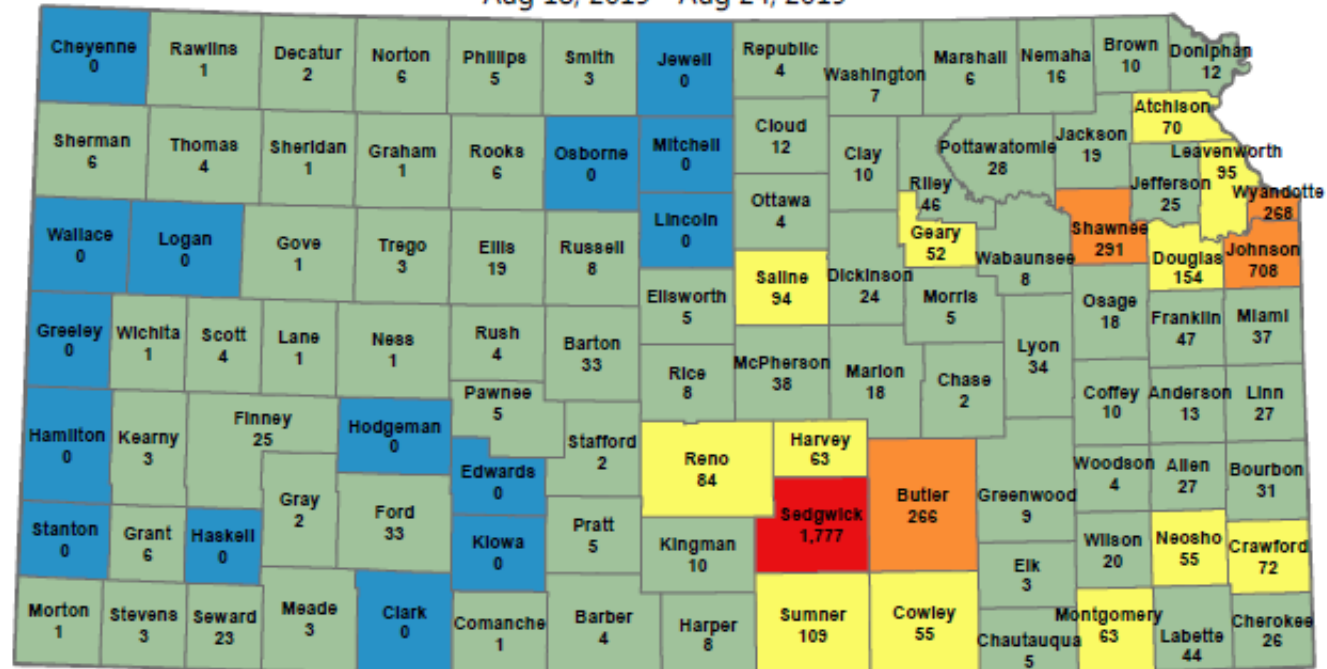 Aug 18, 2019 - Aug 24, 2019
Cheyenne
0
Rawlins
1
Decatur
2
Norton
6
Phillips
5
Smith
3
Jewell
0
Republic
4
Washington
7
Marshall
6
Nemaha
16
Brown
10
Doniphan
12
Atchison
70
Sherman
6
Thomas
4
Sheridan
1
Graham
1
Rooks
6
Osborne
0
Mitchell
0
Cloud
12
Clay
10
Pottawatomie
28
Jackson
19
Leavenworth
95
Riley
46
Jefferson
25
Wyandotte
268
Lincoln
0
Ottawa
4
Wallace
0
Logan
0
Gove
1
Trego
3
Ellis
19
Russell
8
Geary
52
Shawnee
291
Wabaunsee
8
Douglas
154
Johnson
708
Saline
94
Dickinson
24
Ellsworth
5
Morris
5
Osage
18
Franklin
47
Miami
37
Greeley
0
Wichita
1
Scott
4
Lane
1
Ness
1
Rush
4
Barton
33
Lyon
34
Rice
8
McPherson
38
Marion
18
Chase
2
Pawnee
5
Coffey
10
Anderson
13
Linn
27
Hamilton
0
Kearny
3
Finney
25
Hodgeman
0
Stafford
2
Reno
84
Harvey
63
Edwards
0
Woodson
4
Allen
27
Bourbon
31
Gray
2
Ford
33
Butler
266
Greenwood
9
Sedgwick
1,777
Stanton
0
Grant
6
Haskell
0
Kiowa
0
Pratt
5
Kingman
10
Wilson
20
Neosho
55
Crawford
72
Elk
3
Morton
1
Stevens
3
Seward
23
Meade
3
Clark
0
Comanche
1
Barber
4
Harper
8
Sumner
109
Cowley
55
Chautauqua
5
Montgomery
63
Labette
44
Cherokee
26